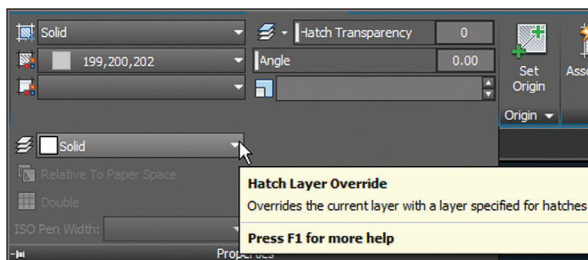 Solid
Hatch Transparency 0
199,200,202
Angle 0.00
Set
Origin
Origin
Solid
Relative To Paper Space
Double
ISO Pen Width:
Hatch Layer Override
Overrides the current layer with a layer specified for hatches
Press F1 for more help